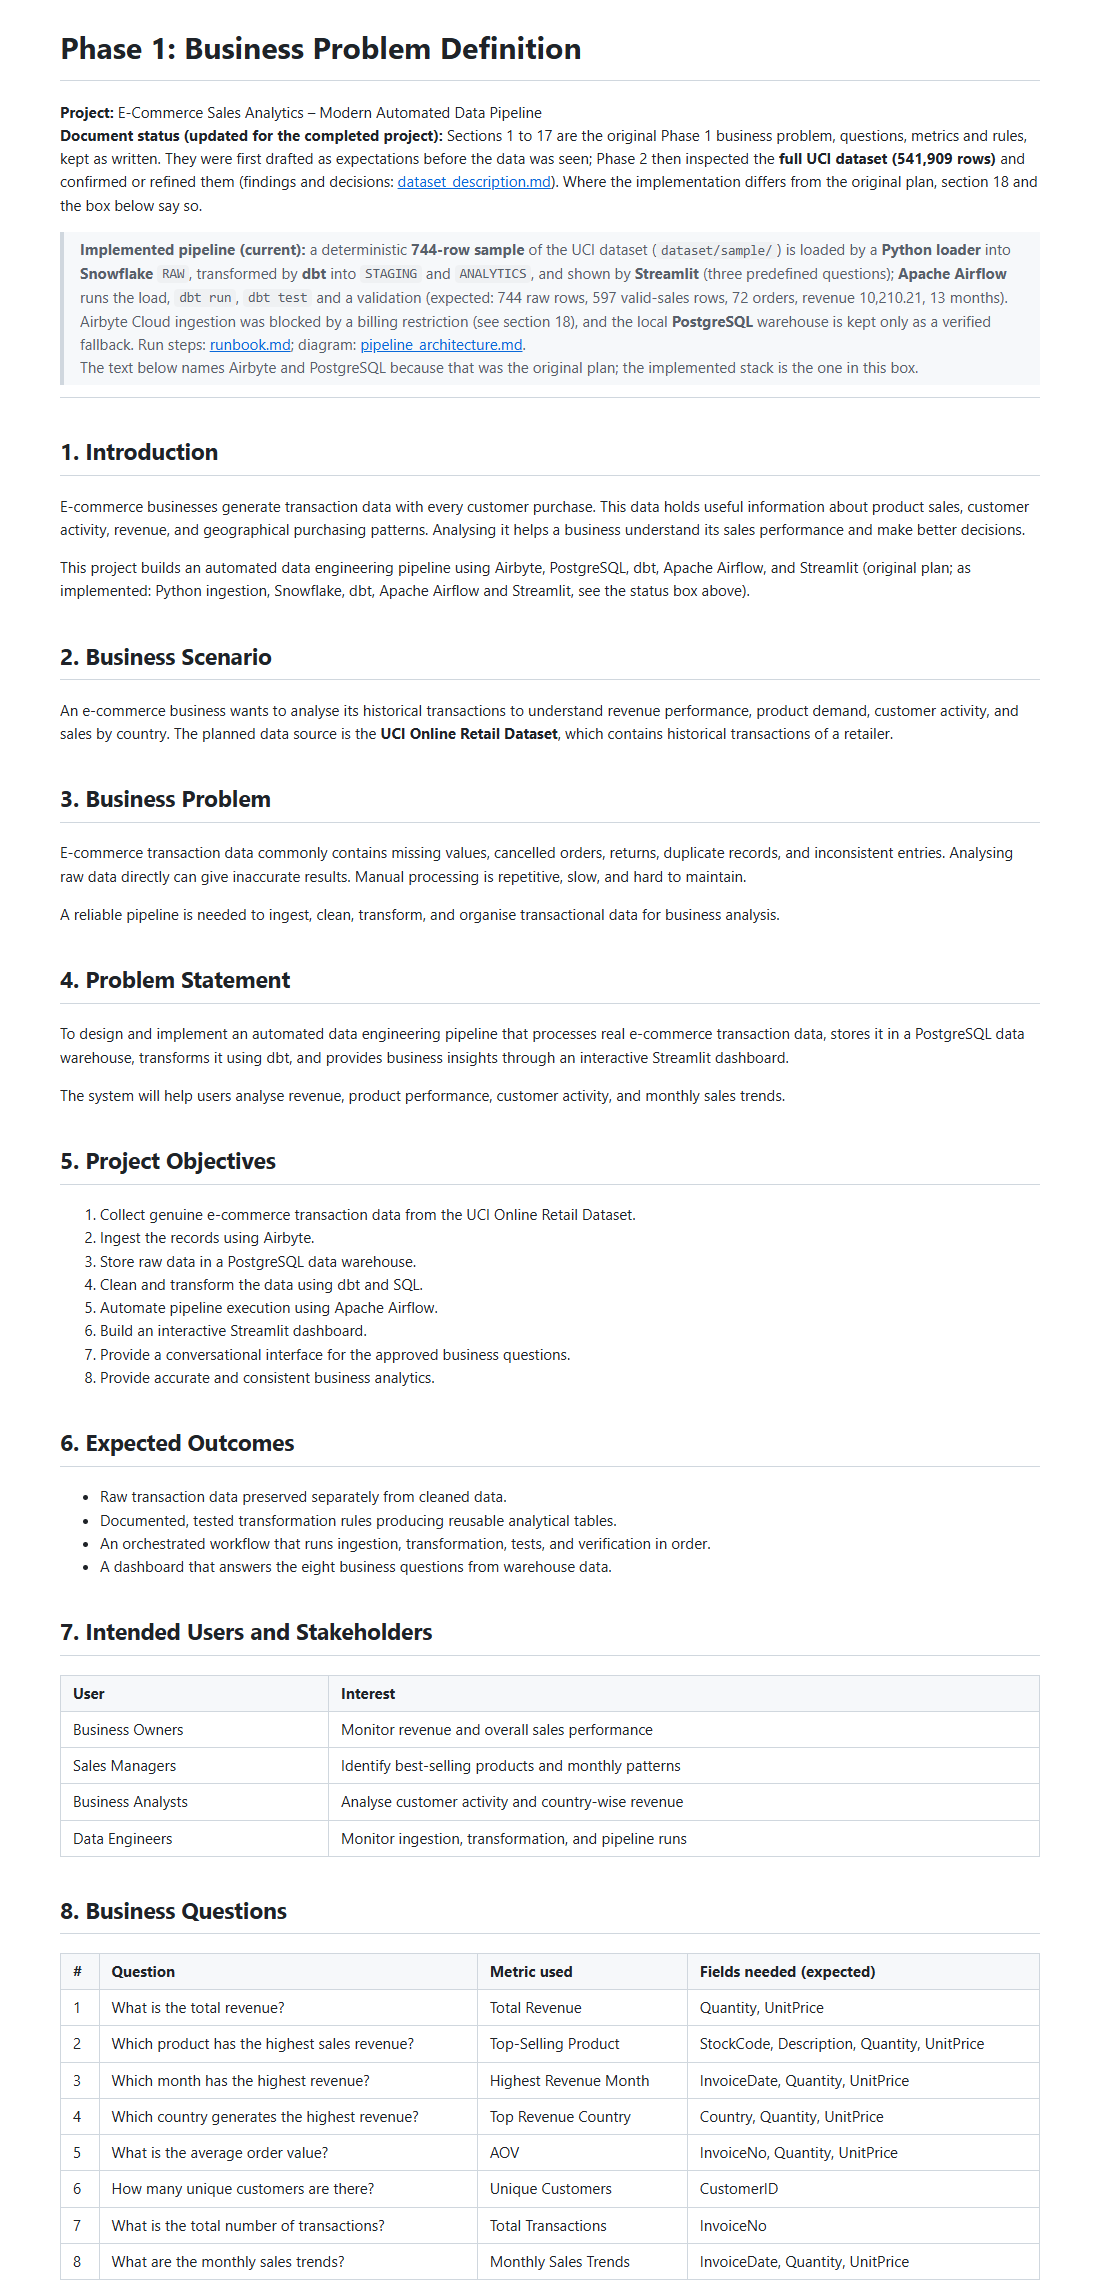 Phase 1: Business Problem Definition
Project: E-Commerce Sales Analytics – Modern Automated Data Pipeline
Document status (updated for the completed project): Sections 1 to 17 are the original Phase 1 business problem, questions, metrics and rules,
kept as written. They were first drafted as expectations before the data was seen; Phase 2 then inspected the full UCI dataset (541,909 rows) and
confirmed or refined them (findings and decisions: dataset_description.md). Where the implementation differs from the original plan, section 18 and
the box below say so.
Implemented pipeline (current): a deterministic 744-row sample of the UCI dataset ( dataset/sample/ ) is loaded by a Python loader into
Snowflake RAW , transformed by dbt into STAGING and ANALYTICS , and shown by Streamlit (three predefined questions); Apache Airflow
runs the load, dbt run , dbt test and a validation (expected: 744 raw rows, 597 valid-sales rows, 72 orders, revenue 10,210.21, 13 months).
Airbyte Cloud ingestion was blocked by a billing restriction (see section 18), and the local PostgreSQL warehouse is kept only as a verified
fallback. Run steps: runbook.md; diagram: pipeline_architecture.md.
The text below names Airbyte and PostgreSQL because that was the original plan; the implemented stack is the one in this box.
1. Introduction
E-commerce businesses generate transaction data with every customer purchase. This data holds useful information about product sales, customer
activity, revenue, and geographical purchasing patterns. Analysing it helps a business understand its sales performance and make better decisions.
This project builds an automated data engineering pipeline using Airbyte, PostgreSQL, dbt, Apache Airflow, and Streamlit (original plan; as
implemented: Python ingestion, Snowflake, dbt, Apache Airflow and Streamlit, see the status box above).
2. Business Scenario
An e-commerce business wants to analyse its historical transactions to understand revenue performance, product demand, customer activity, and
sales by country. The planned data source is the UCI Online Retail Dataset, which contains historical transactions of a retailer.
3. Business Problem
E-commerce transaction data commonly contains missing values, cancelled orders, returns, duplicate records, and inconsistent entries. Analysing
raw data directly can give inaccurate results. Manual processing is repetitive, slow, and hard to maintain.
A reliable pipeline is needed to ingest, clean, transform, and organise transactional data for business analysis.
4. Problem Statement
To design and implement an automated data engineering pipeline that processes real e-commerce transaction data, stores it in a PostgreSQL data
warehouse, transforms it using dbt, and provides business insights through an interactive Streamlit dashboard.
The system will help users analyse revenue, product performance, customer activity, and monthly sales trends.
5. Project Objectives
1. Collect genuine e-commerce transaction data from the UCI Online Retail Dataset.
2. Ingest the records using Airbyte.
3. Store raw data in a PostgreSQL data warehouse.
4. Clean and transform the data using dbt and SQL.
5. Automate pipeline execution using Apache Airflow.
6. Build an interactive Streamlit dashboard.
7. Provide a conversational interface for the approved business questions.
8. Provide accurate and consistent business analytics.
6. Expected Outcomes
• Raw transaction data preserved separately from cleaned data.
• Documented, tested transformation rules producing reusable analytical tables.
• An orchestrated workflow that runs ingestion, transformation, tests, and verification in order.
• A dashboard that answers the eight business questions from warehouse data.
7. Intended Users and Stakeholders
User Interest
Business Owners Monitor revenue and overall sales performance
Sales Managers Identify best-selling products and monthly patterns
Business Analysts Analyse customer activity and country-wise revenue
Data Engineers Monitor ingestion, transformation, and pipeline runs
8. Business Questions
# Question Metric used Fields needed (expected)
1 What is the total revenue? Total Revenue Quantity, UnitPrice
2 Which product has the highest sales revenue? Top-Selling Product StockCode, Description, Quantity, UnitPrice
3 Which month has the highest revenue? Highest Revenue Month InvoiceDate, Quantity, UnitPrice
4 Which country generates the highest revenue? Top Revenue Country Country, Quantity, UnitPrice
5 What is the average order value? AOV InvoiceNo, Quantity, UnitPrice
6 How many unique customers are there? Unique Customers CustomerID
7 What is the total number of transactions? Total Transactions InvoiceNo
8 What are the monthly sales trends? Monthly Sales Trends InvoiceDate, Quantity, UnitPrice